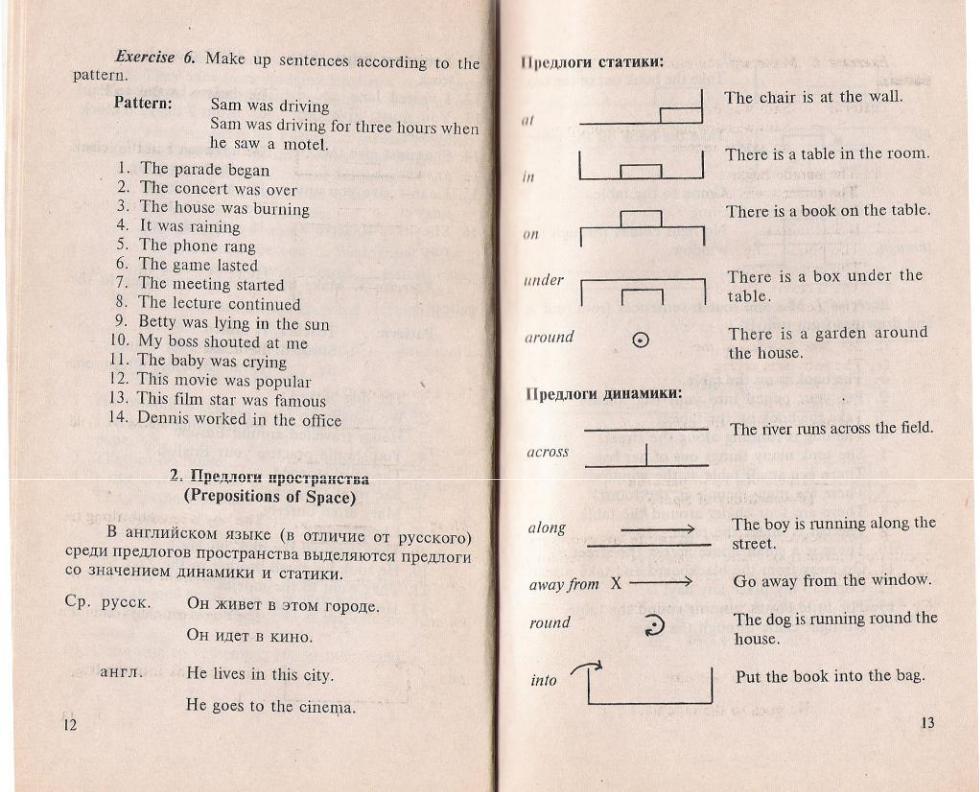 Exercise 6. Make up sentences according to the
pattern.
Pattern: Sam was driving
Sam was driving for three hours when
he saw a motel.
1. The parade began
2. The concert was over
3. The house was burning
4. It was raining
5. The phone rang
6. The game lasted
7. The meeting started
8. The lecture continued
9. Betty was lying in the sun
10. My boss shouted at me
11. The baby was crying
12. This movie was popular
13. This film star was famous
14. Dennis worked in the office
2. Предлоги пространства
(Prepositions of Space)
В английском языке (в отличие от русского)
среди предлогов пространства выделяются предлоги
со значением динамики и статики.
Ср. русск. Он живет в этом городе.
Он идет в кино.
англ. He lives in this city.
He goes to the cinema.
12
Предлоги статики:
at The chair is at the wall.
in There is a table in the room.
on There is a book on the table.
under There is a box under the
table.
around There is a garden around
the house.
Предлоги динамики:
across The river runs across the field.
along The boy is running along the
street.
away from X Go away from the window.
round The dog is running round the
house.
into Put the book into the bag.
13